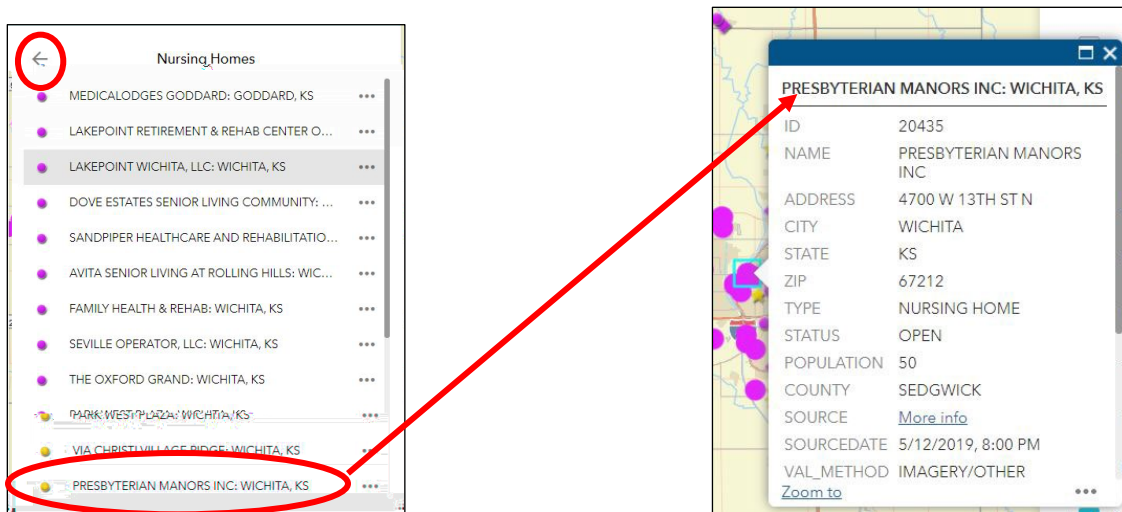 Nursing Homes
MEDICALODGES GODDARD: GODDARD, KS
LAKEPOINT RETIREMENT & REHAB CENTER O...
LAKEPOINT WICHITA, LLC: WICHITA, KS
DOVE ESTATES SENIOR LIVING COMMUNITY: ...
SANDPIPER HEALTHCARE AND REHABILITATIO...
AVITA SENIOR LIVING AT ROLLING HILLS: WIC...
FAMILY HEALTH & REHAB: WICHITA, KS
SEVILLE OPERATOR, LLC: WICHITA, KS
THE OXFORD GRAND: WICHITA, KS
PARK WEST PLAZA: WICHITA, KS
VIA CHRISTI VILLAGE RIDGE: WICHITA, KS
PRESBYTERIAN MANORS INC: WICHITA, KS
PRESBYTERIAN MANORS INC: WICHITA, KS
ID 20435
NAME PRESBYTERIAN MANORS
INC
ADDRESS 4700 W 13TH ST N
CITY WICHITA
STATE KS
ZIP 67212
TYPE NURSING HOME
STATUS OPEN
POPULATION 50
COUNTY SEDGWICK
SOURCE More info
SOURCEDATE 5/12/2019, 8:00 PM
VAL_METHOD IMAGERY/OTHER
Zoom to